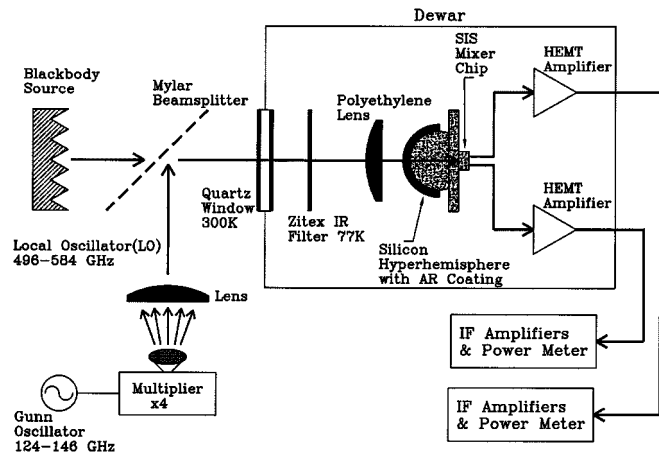 Dewar
Blackbody
Source
Mylar
Beamsplitter
SIS
Mixer
Chip
HEMT
Amplifier
Polyethylene
Lens
Quartz
Window
300K
Zitex IR
Filter 77K
HEMT
Amplifier
Silicon
Hyperhemisphere
with AR Coating
Local Oscillator(LO)
496-584 GHz
Lens
Multiplier
x4
Gunn
Oscillator
124-146 GHz
IF Amplifiers
& Power Meter
IF Amplifiers
& Power Meter